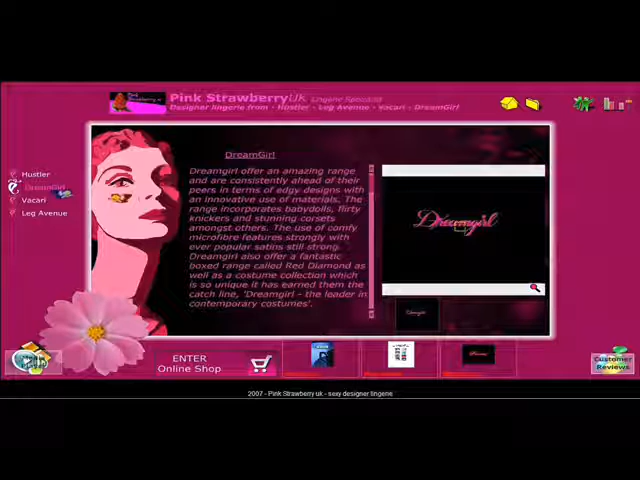 Pink StrawberryUk Lingerie Specialist
Designer lingerie from - Hustler - Leg Avenue - Vacari - DreamGirl
Hustler
DreamGirl
Vacari
Leg Avenue
DreamGirl
Dreamgirl offer an amazing range
and are consistently ahead of their
peers in terms of edgy designs with
an innovative use of materials. The
range incorporates babydolls, flirty
knickers and stunning corsets
amongst others. The use of comfy
microfibre features strongly with
ever popular satins still strong.
Dreamgirl also offer a fantastic
boxed range called Red Diamond as
well as a costume collection which
is so unique it has earned them the
catch line, 'Dreamgirl - the leader in
contemporary costumes'.
Dreamgirl
ENTER
Online Shop
Customer
Reviews
2007 - Pink Strawberry uk - sexy designer lingerie